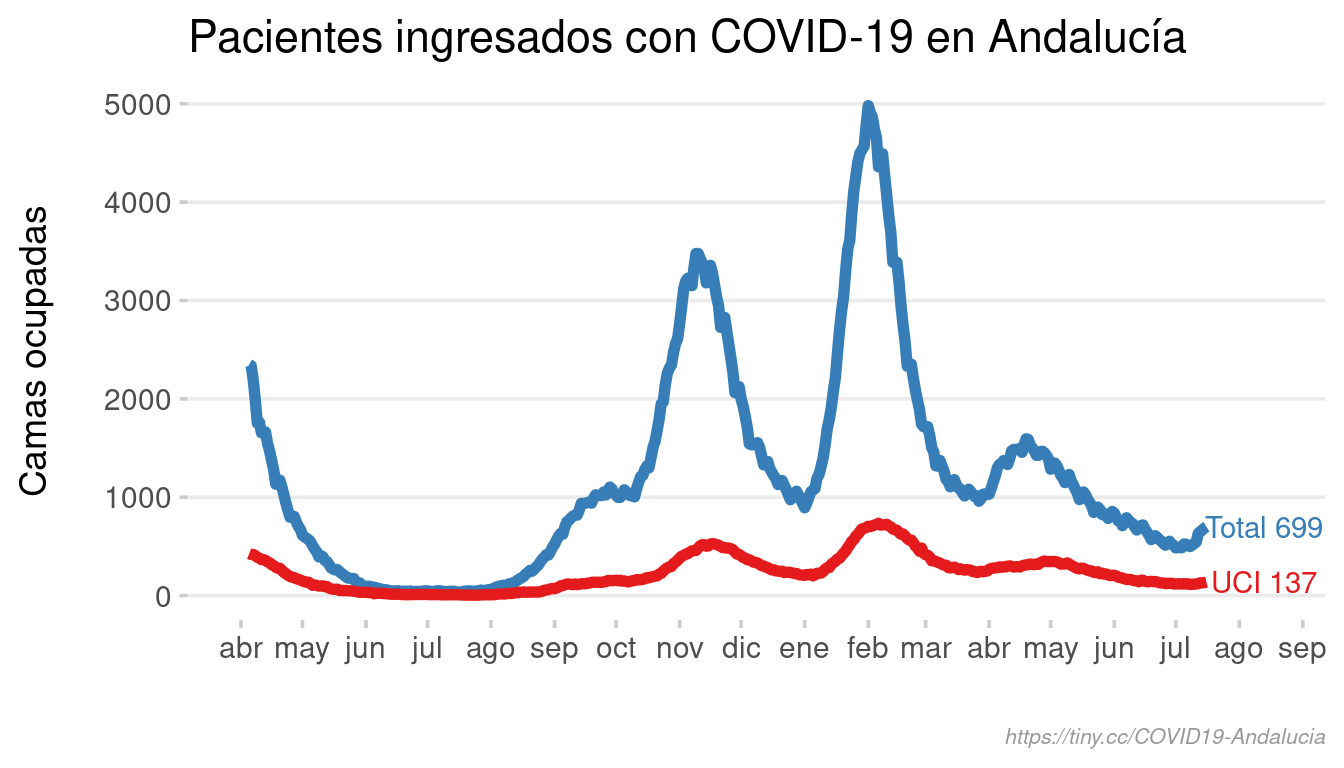 Pacientes ingresados con COVID-19 en Andalucía
Camas ocupadas
5000
4000
3000
2000
1000
0
Total 699
UCI 137
abr may jun jul ago sep oct nov dic ene feb mar abr may jun jul ago sep
https://tiny.cc/COVID19-Andalucia